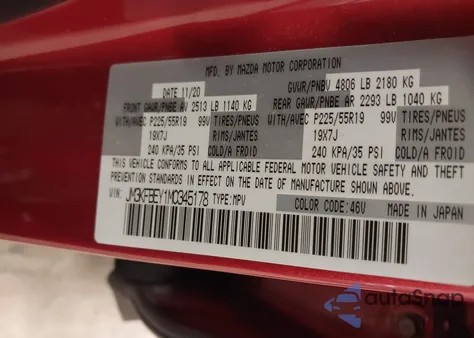 MFD. BY MAZDA MOTOR CORPORATION
DATE 11/20 GVWR/PNBV 4806 LB 2180 KG
FRONT GAWR/PNBE AV 2513 LB 1140 KG REAR GAWR/PNBE AR 2293 LB 1040 KG
WITH/AVEC P225/55R19 99V TIRES/PNEUS WITH/AVEC P225/55R19 99V TIRES/PNEUS
19X7J RIMS/JANTES 19X7J RIMS/JANTES
240 KPA/35 PSI COLD/A FROID 240 KPA/35 PSI COLD/A FROID
THIS VEHICLE CONFORMS TO ALL APPLICABLE FEDERAL MOTOR VEHICLE SAFETY AND THEFT
PREVENTION STANDARDS IN EFFECT ON THE DATE OF MANUFACTURE SHOWN ABOVE.
VIN: JM3KFBEY1M0345178 TYPE: MPV
COLOR CODE: 46V MADE IN JAPAN
autoSnap